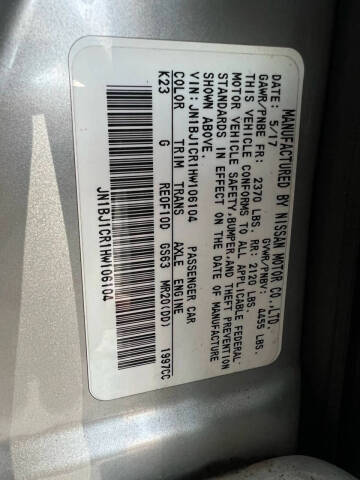 MANUFACTURED BY NISSAN MOTOR CO.,LTD.
DATE: 5/17 GVWR/PNBV: 4455 LBS.
GAWR/PNBE FR: 2370 LBS. RR: 2120 LBS.
THIS VEHICLE CONFORMS TO ALL APPLICABLE FEDERAL
MOTOR VEHICLE SAFETY,BUMPER,AND THEFT PREVENTION
STANDARDS IN EFFECT ON THE DATE OF MANUFACTURE
SHOWN ABOVE.
VIN: JN1BJ1CR1HW106104 PASSENGER CAR
COLOR TRIM TRANS AXLE ENGINE
K23 G RE0F10D GS63 MR20(DD) 1997CC
JN1BJ1CR1HW106104